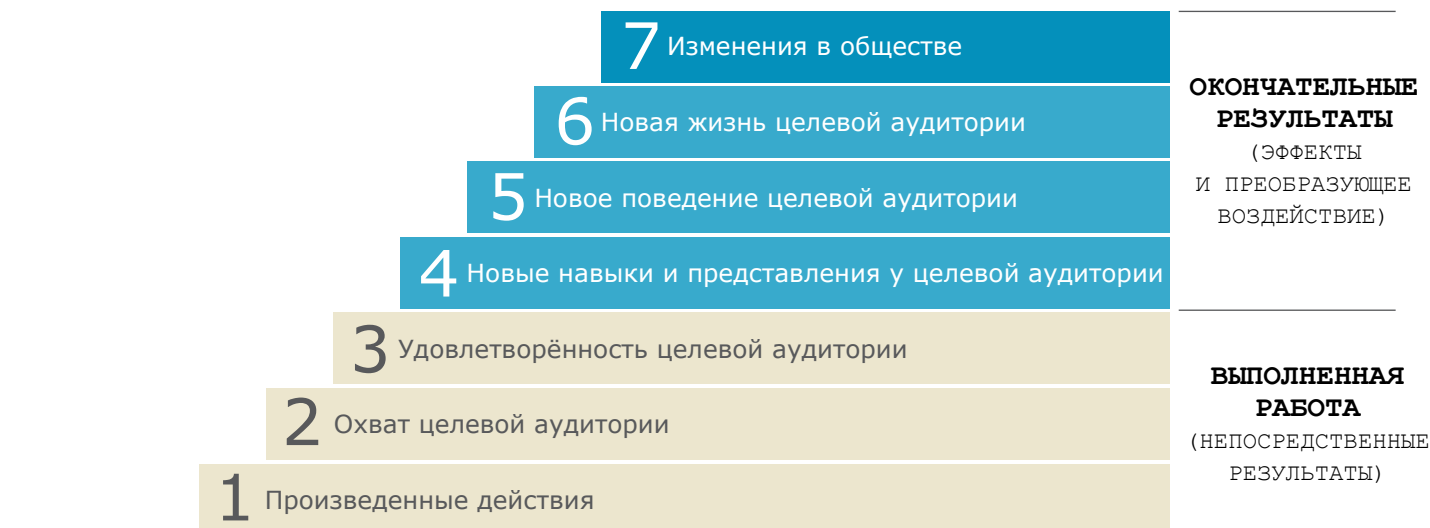 7 Изменения в обществе
6 Новая жизнь целевой аудитории
5 Новое поведение целевой аудитории
4 Новые навыки и представления у целевой аудитории
3 Удовлетворённость целевой аудитории
2 Охват целевой аудитории
1 Произведенные действия
ОКОНЧАТЕЛЬНЫЕ
РЕЗУЛЬТАТЫ
(ЭФФЕКТЫ
И ПРЕОБРАЗУЮЩЕЕ
ВОЗДЕЙСТВИЕ)
ВЫПОЛНЕННАЯ
РАБОТА
(НЕПОСРЕДСТВЕННЫЕ
РЕЗУЛЬТАТЫ)